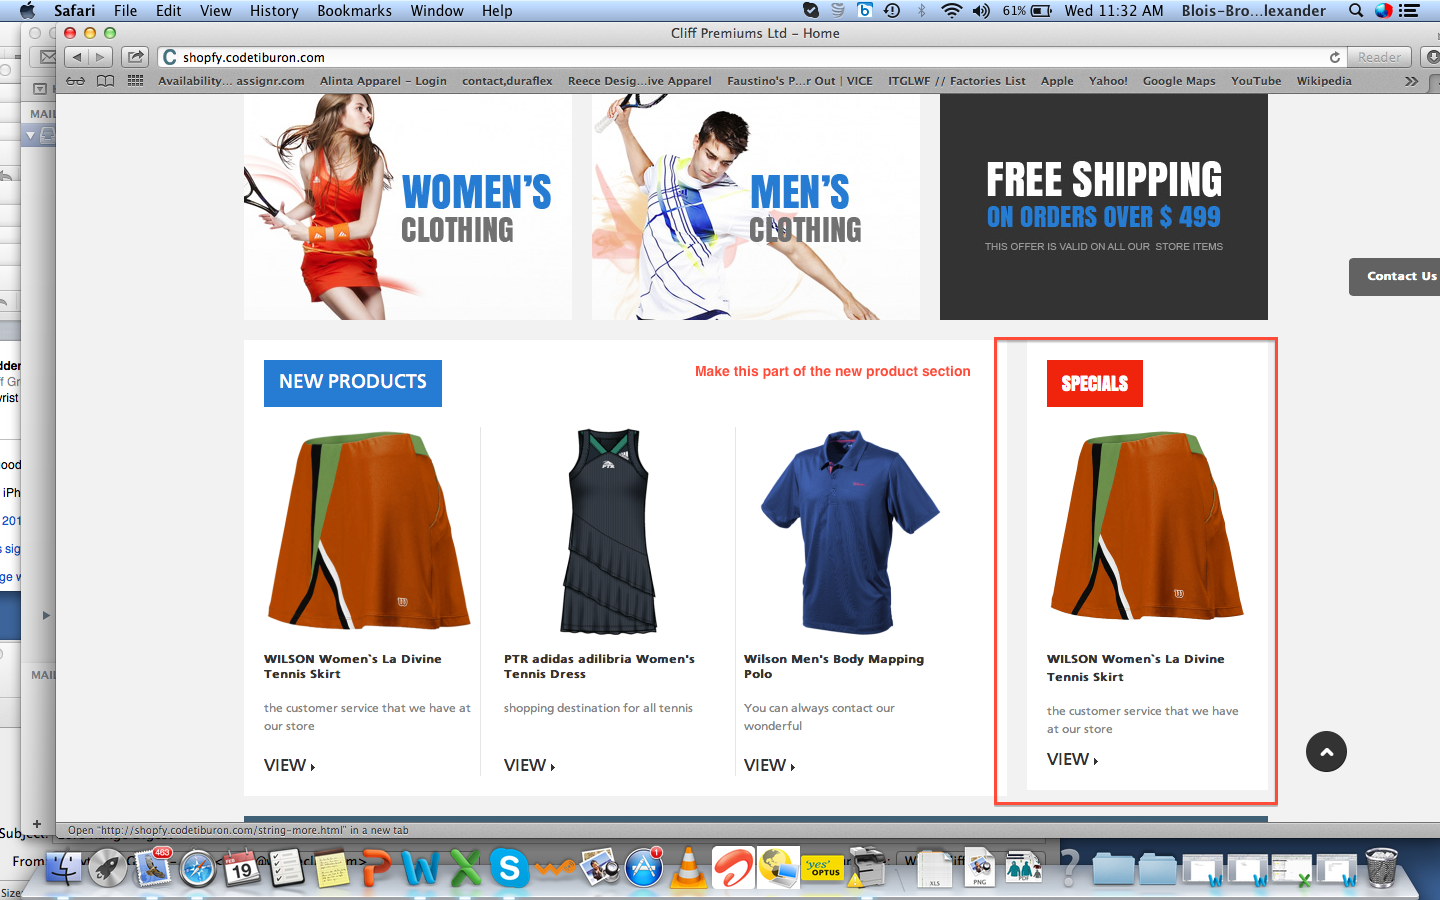 Safari File Edit View History Bookmarks Window Help
61% Wed 11:32 AM Blois-Bro...lexander
Cliff Premiums Ltd – Home
shopfy.codetiburon.com
Reader
Availability... assignr.com Alinta Apparel – Login contact,duraflex Reece Desig...ive Apparel Faustino's P...r Out | VICE ITGLWF // Factories List Apple Yahoo! Google Maps YouTube Wikipedia
MAIL
WOMEN'S
CLOTHING
MEN'S
CLOTHING
FREE SHIPPING
ON ORDERS OVER $ 499
THIS OFFER IS VALID ON ALL OUR STORE ITEMS
Contact Us
NEW PRODUCTS
Make this part of the new product section
SPECIALS
WILSON Women`s La Divine
Tennis Skirt
the customer service that we have at
our store
VIEW
PTR adidas adilibria Women's
Tennis Dress
shopping destination for all tennis
VIEW
Wilson Men's Body Mapping
Polo
You can always contact our
wonderful
VIEW
WILSON Women`s La Divine
Tennis Skirt
the customer service that we have
at our store
VIEW
MAIL
Open "http://shopfy.codetiburon.com/string-more.html" in a new tab
Subject:
From:
Size:
463
FEB
19
1
'yes'
OPTUS
XLS
PNG
PDF